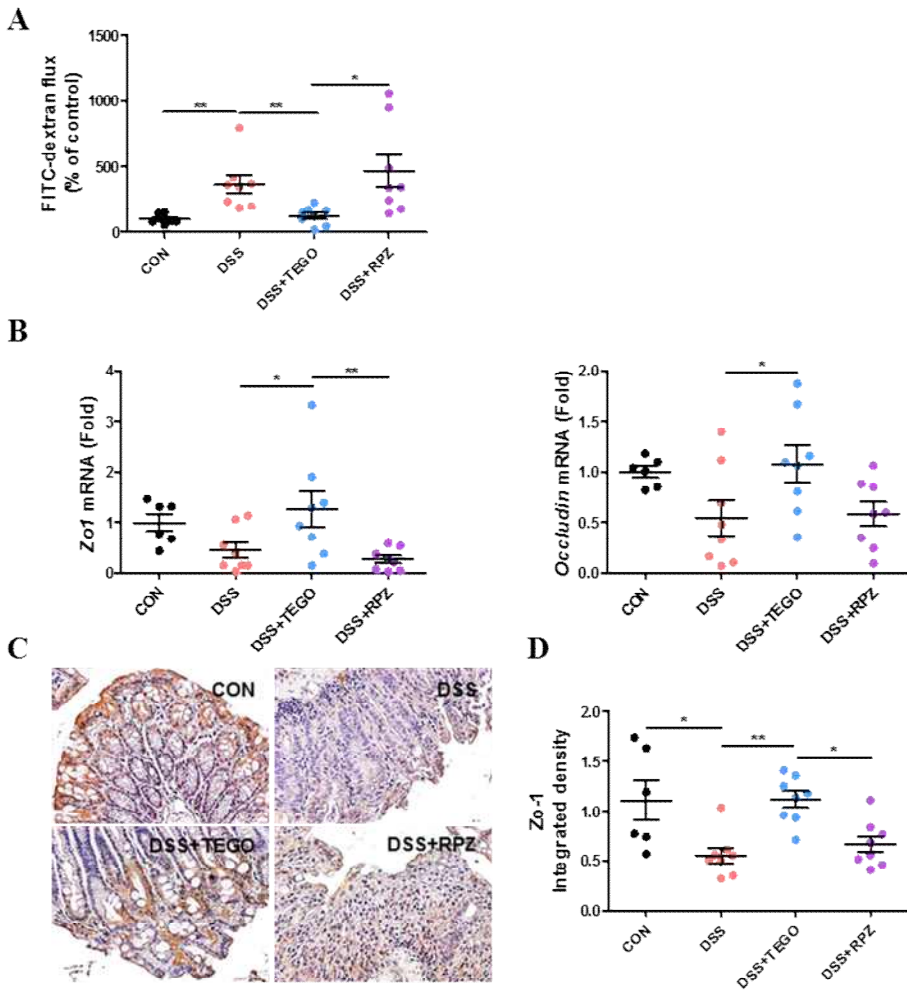 A
FITC-dextran flux
(% of control)
1500
1000
500
0
**
**
*
CON
DSS
DSS+TEGO
DSS+RPZ
B
Zo1 mRNA (Fold)
4
3
2
1
0
*
**
CON
DSS
DSS+TEGO
DSS+RPZ
Occludin mRNA (Fold)
2.0
1.5
1.0
0.5
0.0
*
CON
DSS
DSS+TEGO
DSS+RPZ
C
CON
DSS
DSS+TEGO
DSS+RPZ
D
Zo-1
Integrated density
2.0
1.5
1.0
0.5
0.0
*
**
*
CON
DSS
DSS+TEGO
DSS+RPZ